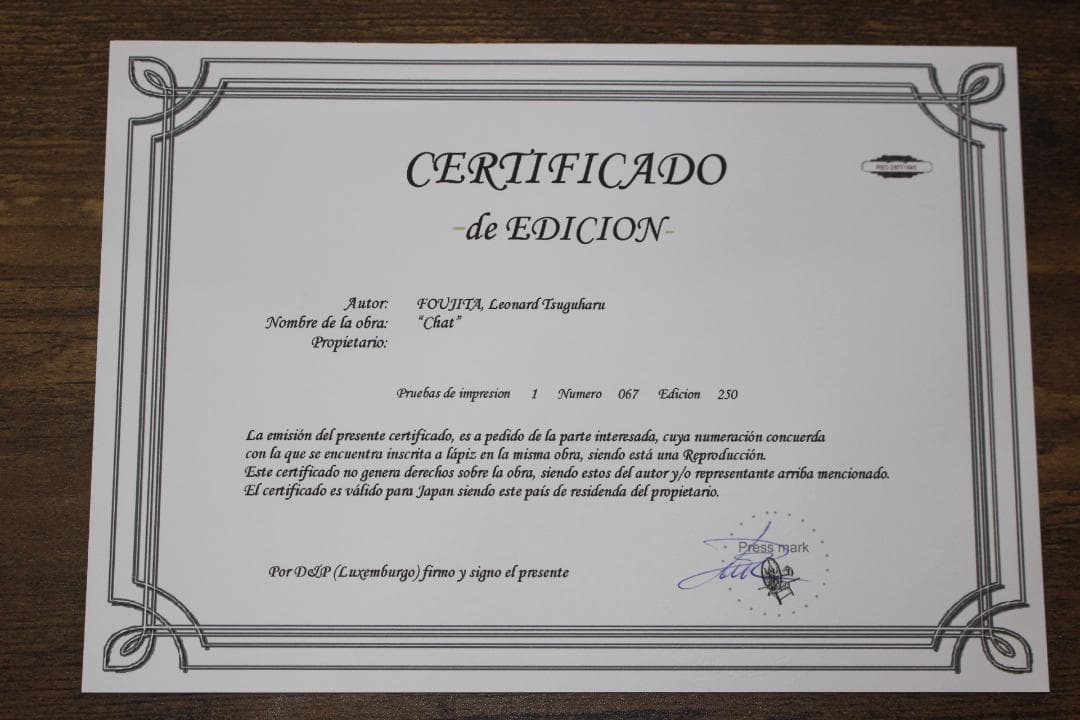 CERTIFICADO
-de EDICION-
Autor: FOUJITA, Leonard Tsuguharu
Nombre de la obra: “Chat”
Propietario:
Pruebas de impresion 1 Numero 067 Edicion 250
La emisión del presente certificado, es a pedido de la parte interesada, cuya numeración concuerda
con la que se encuentra inscrita a lápiz en la misma obra, siendo está una Reproducción.
Este certificado no genera derechos sobre la obra, siendo estos del autor y/o representante arriba mencionado.
El certificado es válido para Japan siendo este país de residenda del propietario.
Press mark
Por D&P (Luxemburgo) firmo y signo el presente